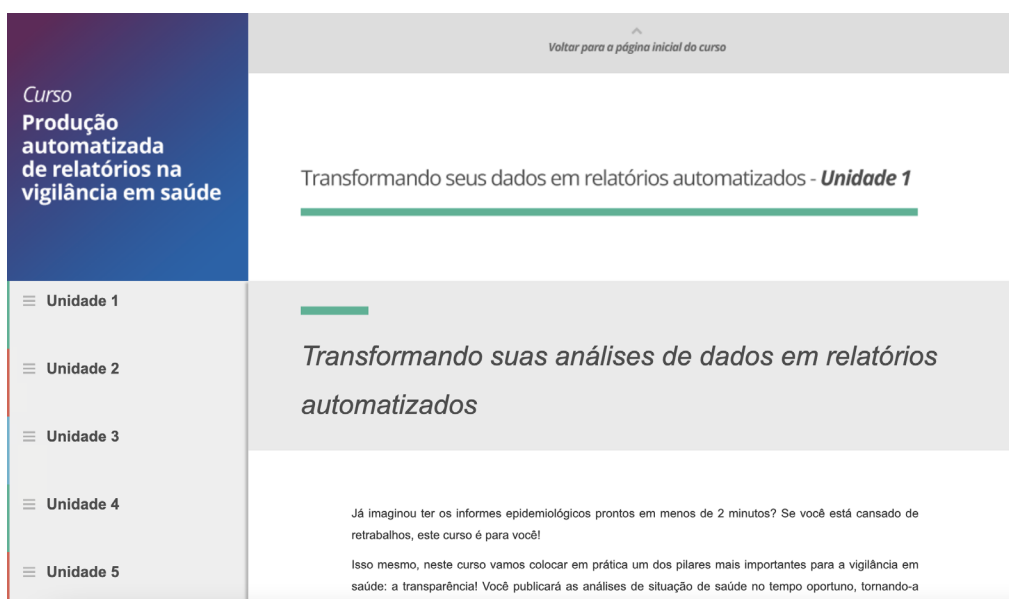 Voltar para a página inicial do curso
Curso
Produção
automatizada
de relatórios na
vigilância em saúde
Transformando seus dados em relatórios automatizados - Unidade 1
Unidade 1
Unidade 2
Unidade 3
Unidade 4
Unidade 5
Transformando suas análises de dados em relatórios
automatizados
Já imaginou ter os informes epidemiológicos prontos em menos de 2 minutos? Se você está cansado de
retrabalhos, este curso é para você!
Isso mesmo, neste curso vamos colocar em prática um dos pilares mais importantes para a vigilância em
saúde: a transparência! Você publicará as análises de situação de saúde no tempo oportuno, tornando-a